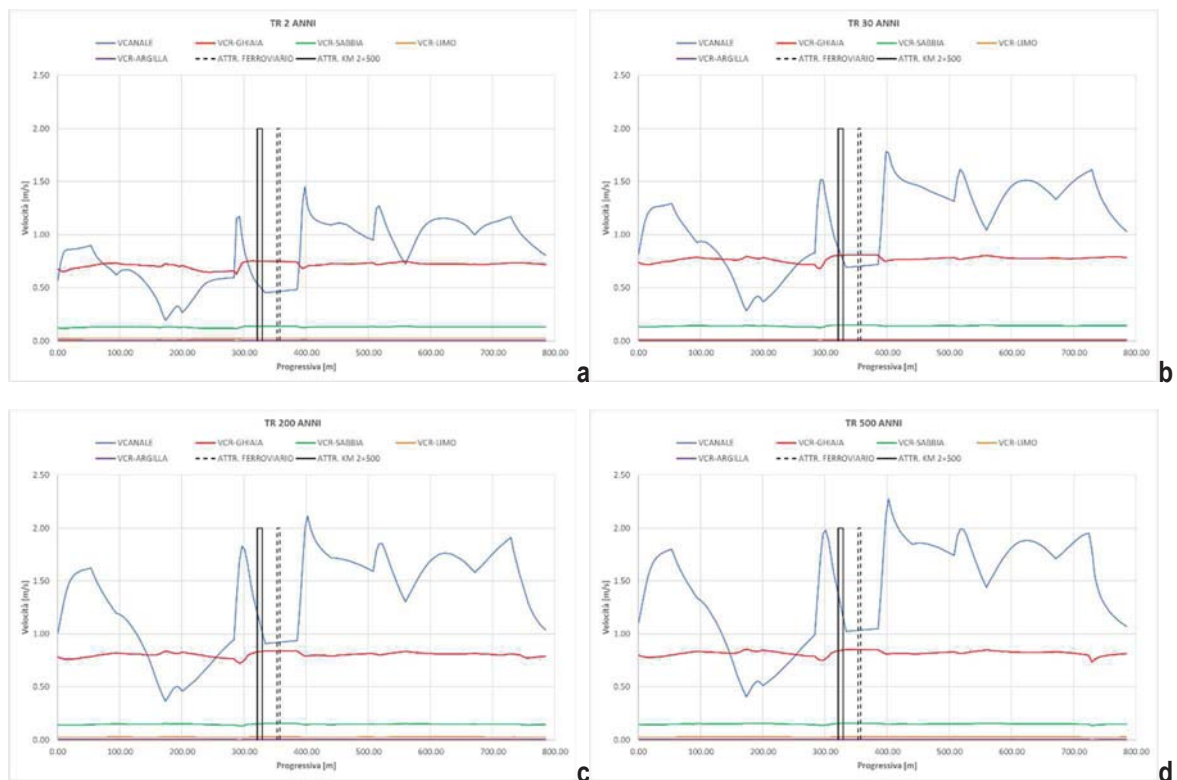 TR 2 ANNI
VCANALE VCR-GHIAIA VCR-SABBIA VCR-LIMO
VCR-ARGILLA ATTR. FERROVIARIO ATTR. KM 2+500
2.50
2.00
1.50
1.00
0.50
0.00
Velocità [m/s]
0.00 100.00 200.00 300.00 400.00 500.00 600.00 700.00 800.00
Progressiva [m]
a
TR 30 ANNI
VCANALE VCR-GHIAIA VCR-SABBIA VCR-LIMO
VCR-ARGILLA ATTR. FERROVIARIO ATTR. KM 2+500
2.50
2.00
1.50
1.00
0.50
0.00
Velocità [m/s]
0.00 100.00 200.00 300.00 400.00 500.00 600.00 700.00 800.00
Progressiva [m]
b
TR 200 ANNI
VCANALE VCR-GHIAIA VCR-SABBIA VCR-LIMO
VCR-ARGILLA ATTR. FERROVIARIO ATTR. KM 2+500
2.50
2.00
1.50
1.00
0.50
0.00
Velocità [m/s]
0.00 100.00 200.00 300.00 400.00 500.00 600.00 700.00 800.00
Progressiva [m]
c
TR 500 ANNI
VCANALE VCR-GHIAIA VCR-SABBIA VCR-LIMO
VCR-ARGILLA ATTR. FERROVIARIO ATTR. KM 2+500
2.50
2.00
1.50
1.00
0.50
0.00
Velocità [m/s]
0.00 100.00 200.00 300.00 400.00 500.00 600.00 700.00 800.00
Progressiva [m]
d